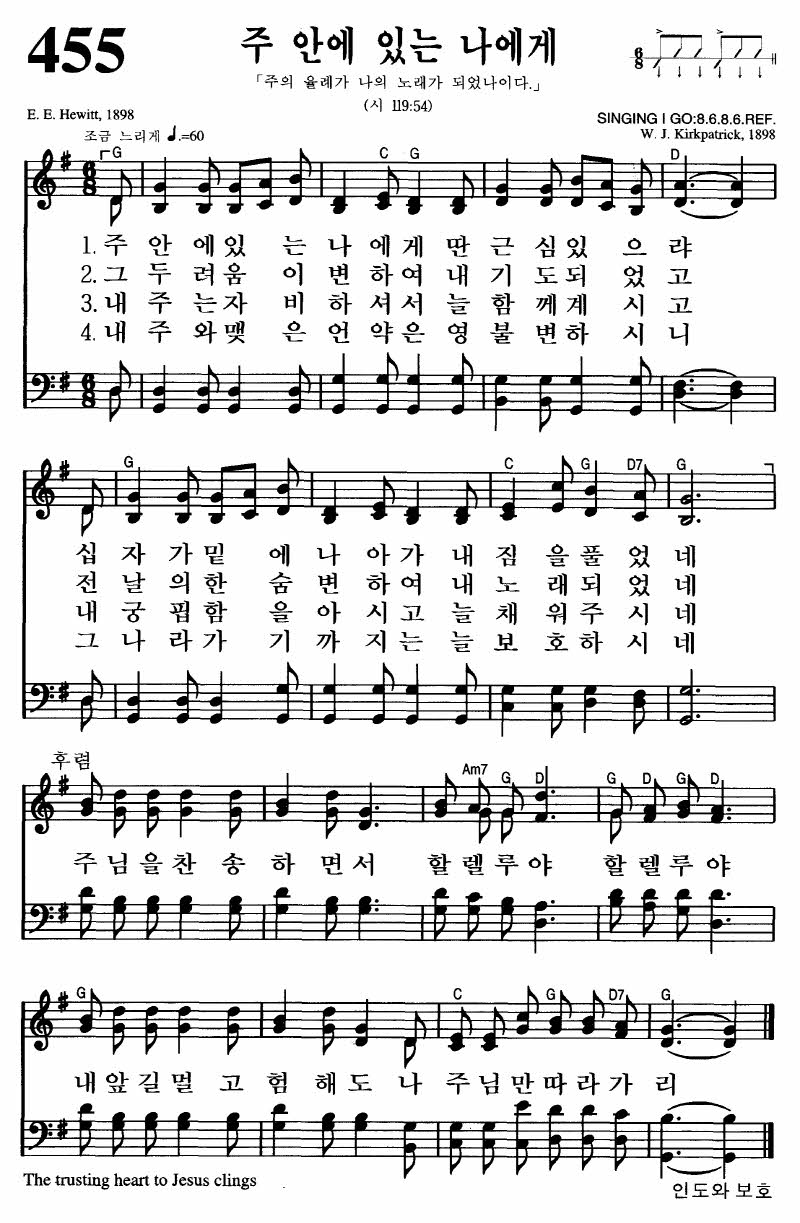 455
주 안에 있는 나에게
「주의 율례가 나의 노래가 되었나이다.」
(시 119:54)
6 8
E. E. Hewitt, 1898
SINGING I GO:8.6.8.6.REF.
조금 느리게 ♩.=60
W. J. Kirkpatrick, 1898
G C G D
6 8
1. 주 안 에 있 는 나 에 게 딴 근 심 있 으 랴
2. 그 두 려 움 이 변 하 여 내 기 도 되 었 고
3. 내 주 는 자 비 하 셔 서 늘 함 께 계 시 고
4. 내 주 와 맺 은 언 약 은 영 불 변 하 시 니
6 8
G C G D7 G
십 자 가 밑 에 나 아 가 내 짐 을 풀 었 네
전 날 의 한 숨 변 하 여 내 노 래 되 었 네
내 궁 핍 함 을 아 시 고 늘 채 워 주 시 네
그 나 라 가 기 까 지 는 늘 보 호 하 시 네
후렴
Am7 G D G D
주 님 을 찬 송 하 면 서 할 렐 루 야 할 렐 루 야
G C G D7 G
내 앞 길 멀 고 험 해 도 나 주 님 만 따 라 가 리
The trusting heart to Jesus clings
인도와 보호